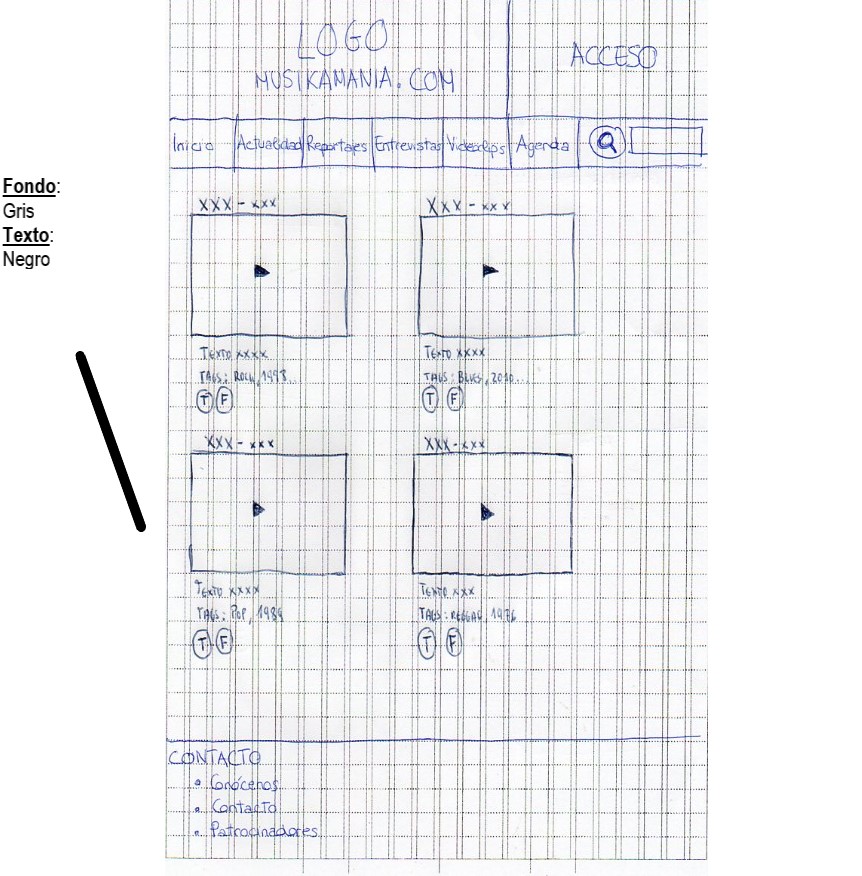 LOGO
MUSIKAMANIA.COM
ACCESO
Inicio Actualidad Reportajes Entrevistas Videoclips Agenda
Fondo:
Gris
Texto:
Negro
XXX - xxx XXX - xxx
TEXTO XXXX TEXTO XXXX
TAGS: ROCK, 1993... TAGS: BLUES, 2010...
T F T F
XXX - xxx XXX - xxx
TEXTO XXXX TEXTO XXX
TAGS: POP, 1984 TAGS: REGGAE, 1976
T F T F
CONTACTO
• Conócenos
• Contacto
• Patrocinadores